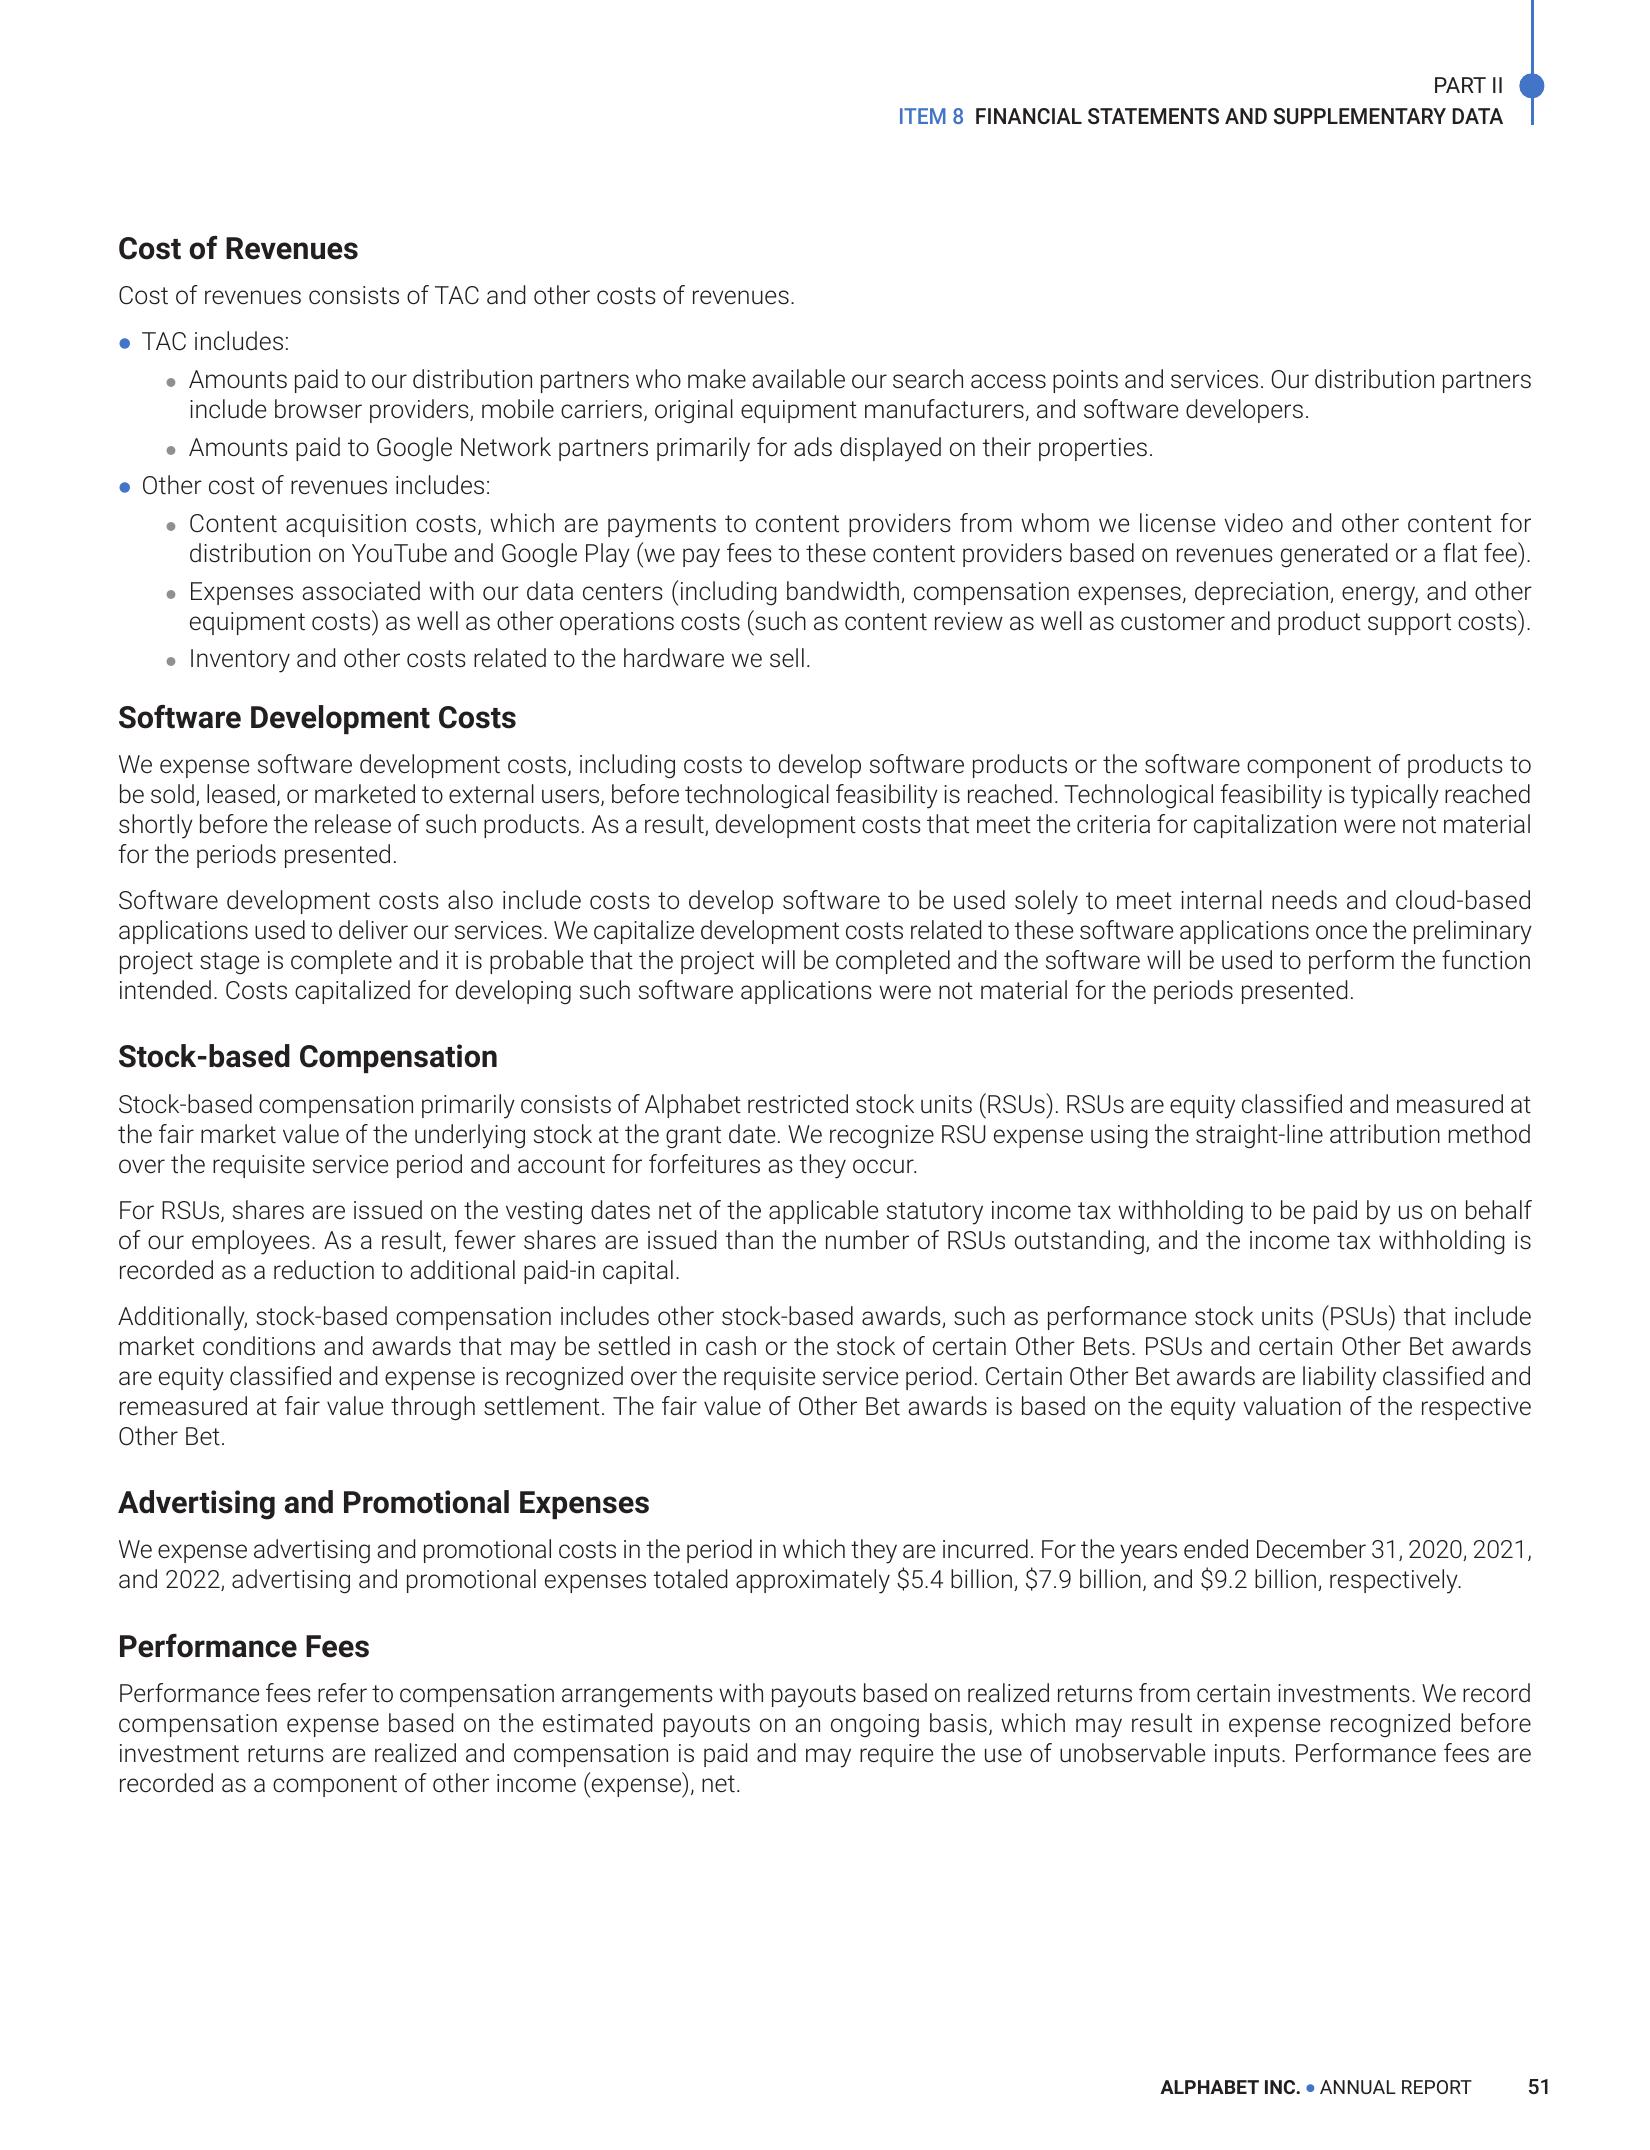 PART II
ITEM 8 FINANCIAL STATEMENTS AND SUPPLEMENTARY DATA
Cost of Revenues
Cost of revenues consists of TAC and other costs of revenues.
● TAC includes:
● Amounts paid to our distribution partners who make available our search access points and services. Our distribution partners
include browser providers, mobile carriers, original equipment manufacturers, and software developers.
● Amounts paid to Google Network partners primarily for ads displayed on their properties.
● Other cost of revenues includes:
● Content acquisition costs, which are payments to content providers from whom we license video and other content for
distribution on YouTube and Google Play (we pay fees to these content providers based on revenues generated or a flat fee).
● Expenses associated with our data centers (including bandwidth, compensation expenses, depreciation, energy, and other
equipment costs) as well as other operations costs (such as content review as well as customer and product support costs).
● Inventory and other costs related to the hardware we sell.
Software Development Costs
We expense software development costs, including costs to develop software products or the software component of products to
be sold, leased, or marketed to external users, before technological feasibility is reached. Technological feasibility is typically reached
shortly before the release of such products. As a result, development costs that meet the criteria for capitalization were not material
for the periods presented.
Software development costs also include costs to develop software to be used solely to meet internal needs and cloud-based
applications used to deliver our services. We capitalize development costs related to these software applications once the preliminary
project stage is complete and it is probable that the project will be completed and the software will be used to perform the function
intended. Costs capitalized for developing such software applications were not material for the periods presented.
Stock-based Compensation
Stock-based compensation primarily consists of Alphabet restricted stock units (RSUs). RSUs are equity classified and measured at
the fair market value of the underlying stock at the grant date. We recognize RSU expense using the straight-line attribution method
over the requisite service period and account for forfeitures as they occur.
For RSUs, shares are issued on the vesting dates net of the applicable statutory income tax withholding to be paid by us on behalf
of our employees. As a result, fewer shares are issued than the number of RSUs outstanding, and the income tax withholding is
recorded as a reduction to additional paid-in capital.
Additionally, stock-based compensation includes other stock-based awards, such as performance stock units (PSUs) that include
market conditions and awards that may be settled in cash or the stock of certain Other Bets. PSUs and certain Other Bet awards
are equity classified and expense is recognized over the requisite service period. Certain Other Bet awards are liability classified and
remeasured at fair value through settlement. The fair value of Other Bet awards is based on the equity valuation of the respective
Other Bet.
Advertising and Promotional Expenses
We expense advertising and promotional costs in the period in which they are incurred. For the years ended December 31, 2020, 2021,
and 2022, advertising and promotional expenses totaled approximately $5.4 billion, $7.9 billion, and $9.2 billion, respectively.
Performance Fees
Performance fees refer to compensation arrangements with payouts based on realized returns from certain investments. We record
compensation expense based on the estimated payouts on an ongoing basis, which may result in expense recognized before
investment returns are realized and compensation is paid and may require the use of unobservable inputs. Performance fees are
recorded as a component of other income (expense), net.
ALPHABET INC. ● ANNUAL REPORT 51